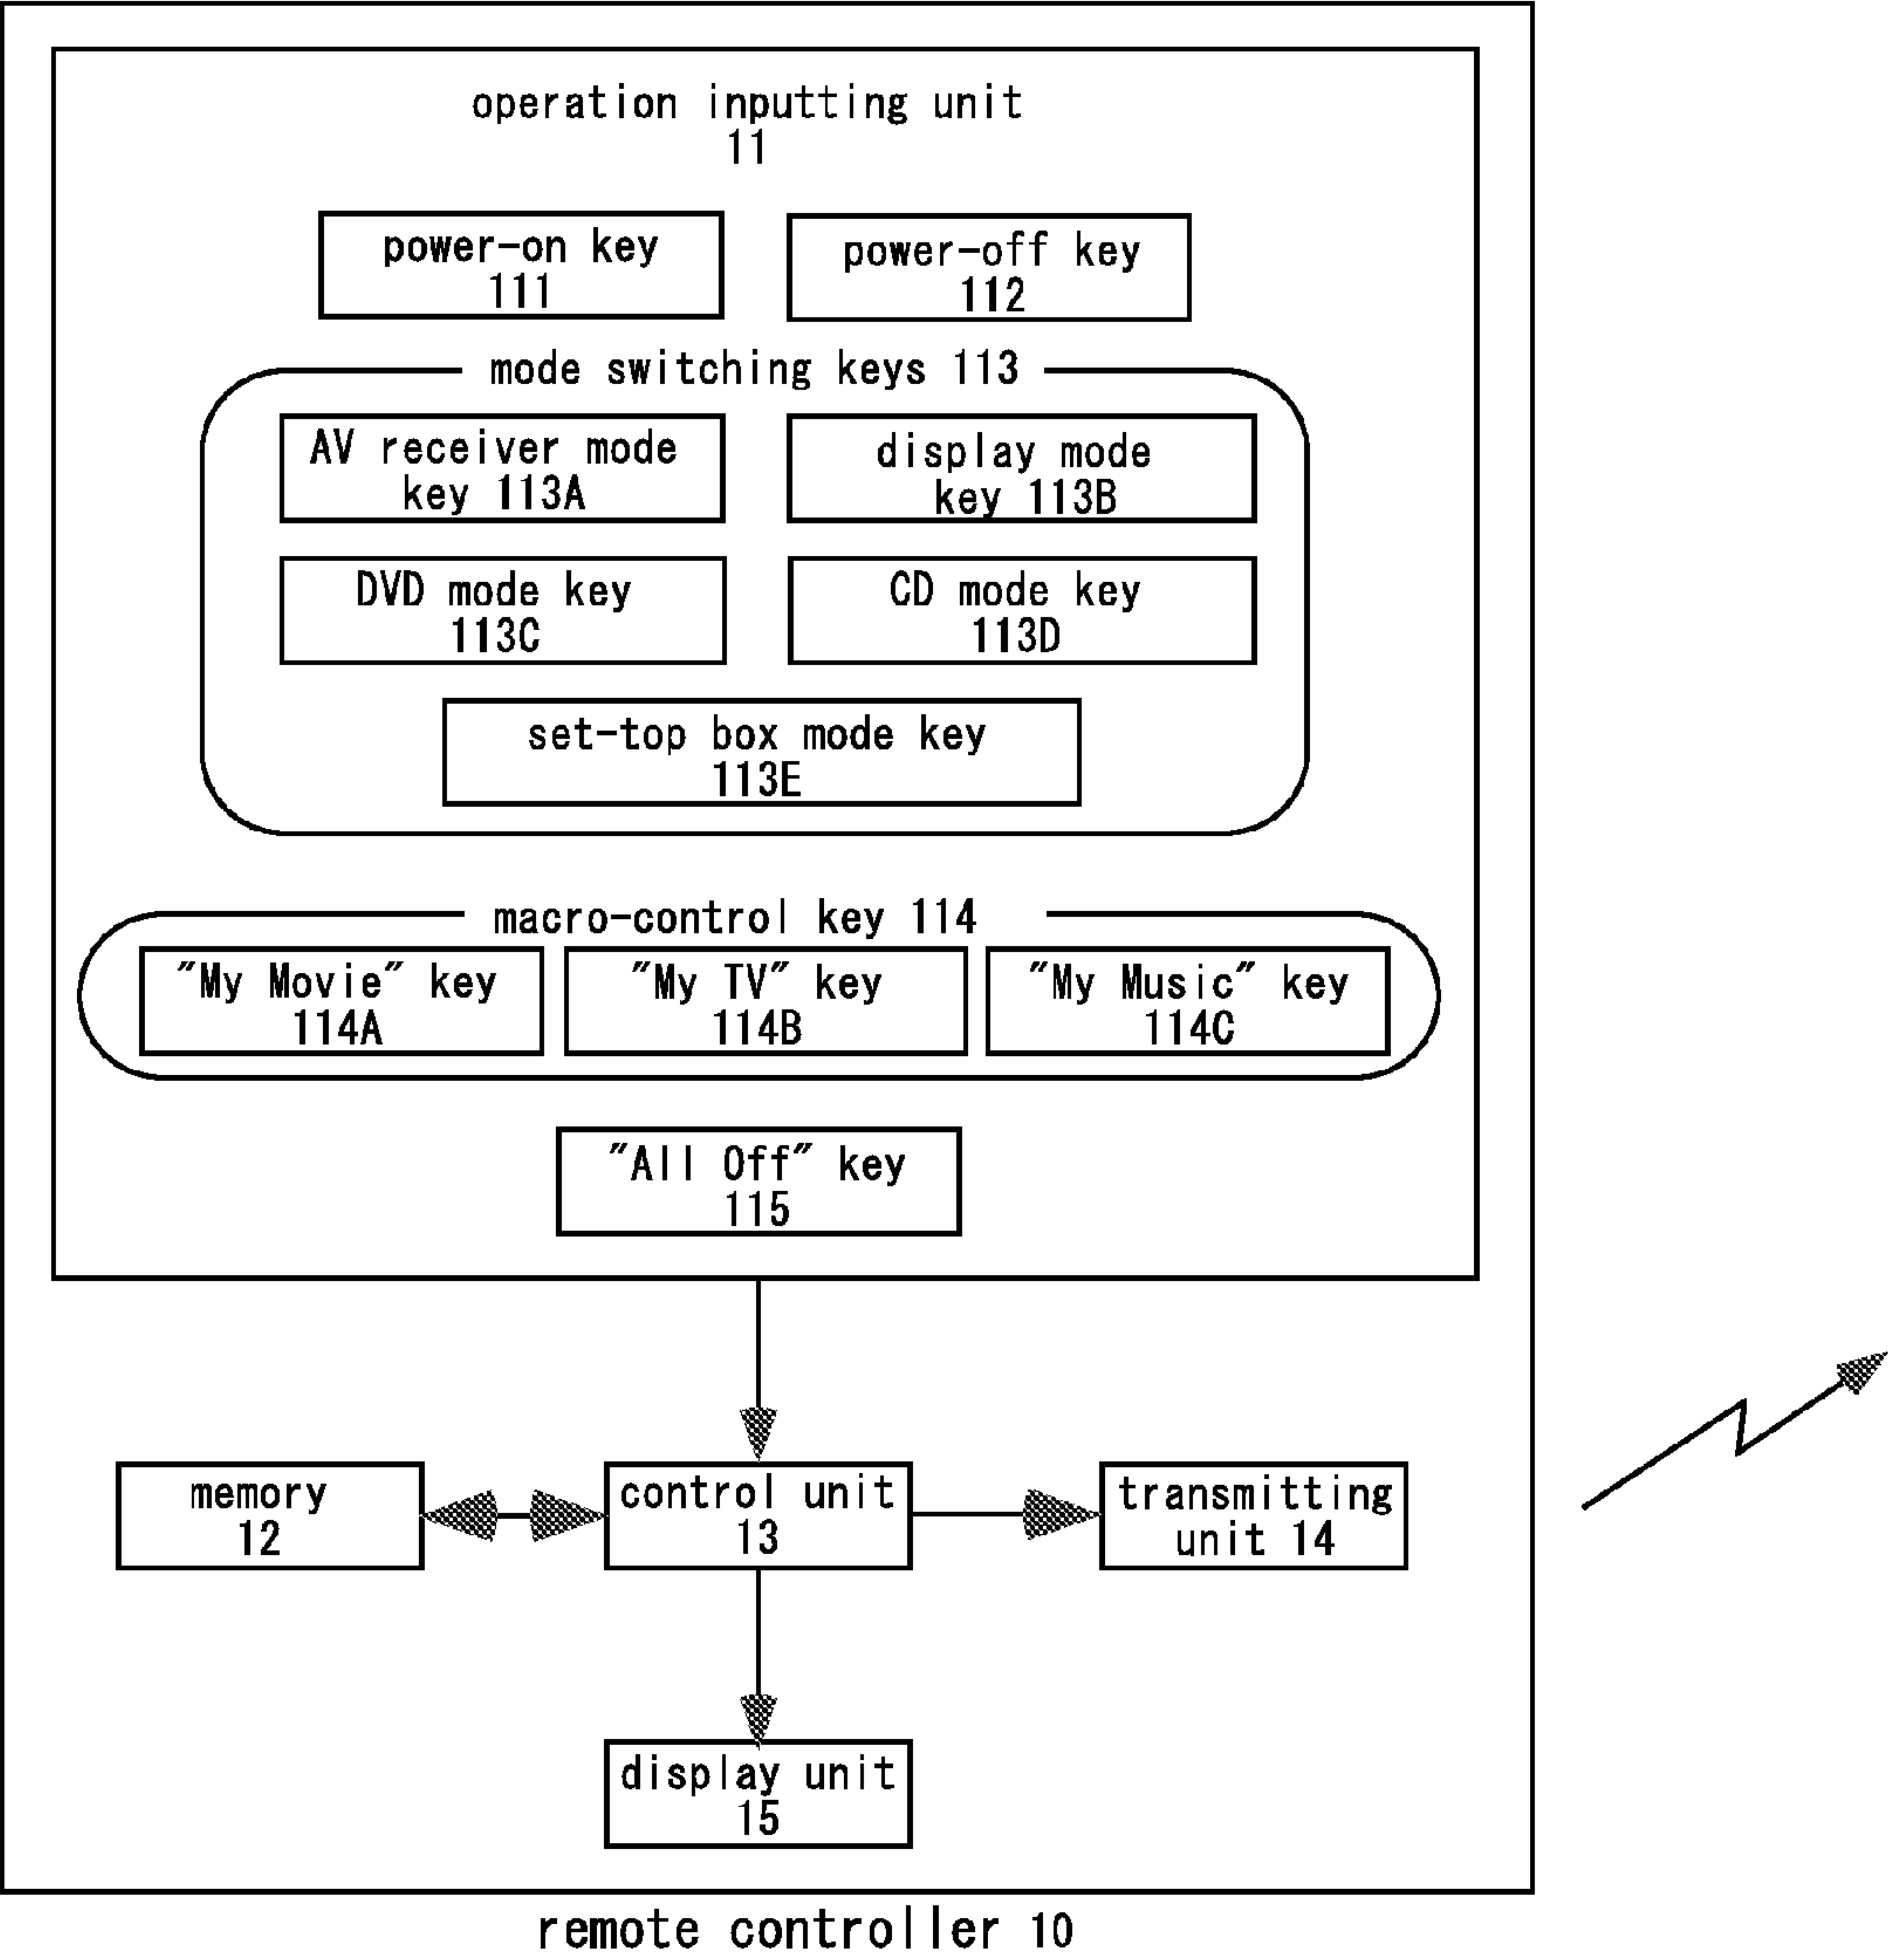 operation inputting unit
11
power-on key
111
power-off key
112
mode switching keys 113
AV receiver mode
key 113A
display mode
key 113B
DVD mode key
113C
CD mode key
113D
set-top box mode key
113E
macro-control key 114
"My Movie" key
114A
"My TV" key
114B
"My Music" key
114C
"All Off" key
115
memory
12
control unit
13
transmitting
unit 14
display unit
15
remote controller 10